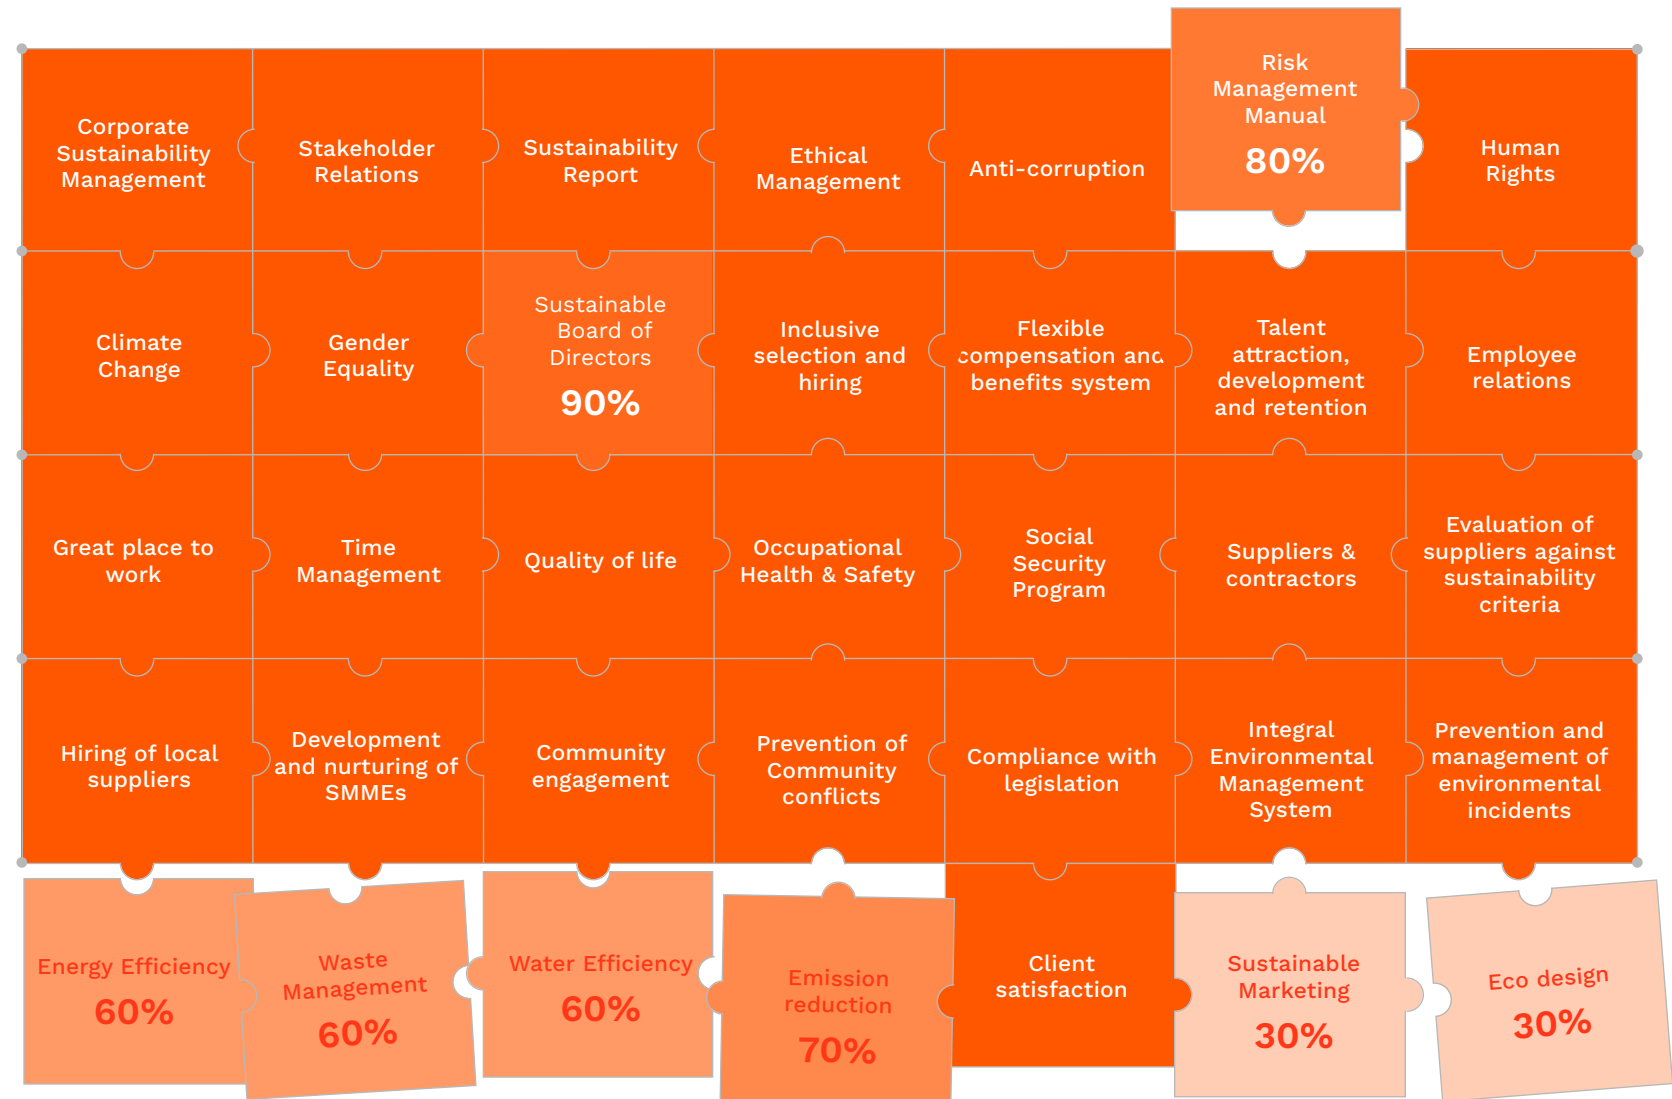 Corporate
Sustainability
Management
Stakeholder
Relations
Sustainability
Report
Ethical
Management
Anti-corruption
Risk
Management
Manual
80%
Human
Rights
Climate
Change
Gender
Equality
Sustainable
Board of
Directors
90%
Inclusive
selection and
hiring
Flexible
compensation and
benefits system
Talent
attraction,
development
and retention
Employee
relations
Great place to
work
Time
Management
Quality of life
Occupational
Health & Safety
Social
Security
Program
Suppliers &
contractors
Evaluation of
suppliers against
sustainability
criteria
Hiring of local
suppliers
Development
and nurturing of
SMMEs
Community
engagement
Prevention of
Community
conflicts
Compliance with
legislation
Integral
Environmental
Management
System
Prevention and
management of
environmental
incidents
Energy Efficiency
60%
Waste
Management
60%
Water Efficiency
60%
Emission
reduction
70%
Client
satisfaction
Sustainable
Marketing
30%
Eco design
30%